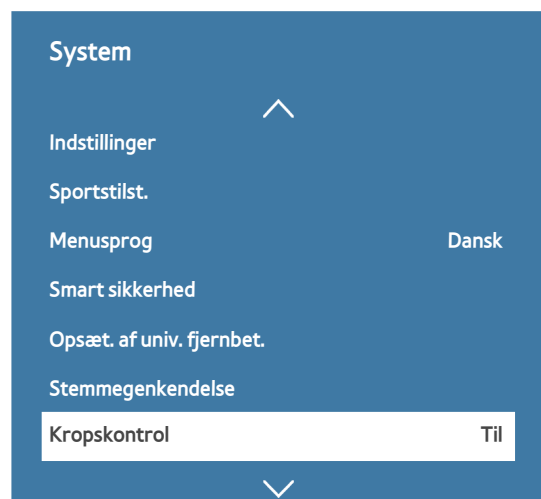 System
Indstillinger
Sportstilst.
Menusprog Dansk
Smart sikkerhed
Opsæt. af univ. fjernbet.
Stemmegenkendelse
Kropskontrol Til